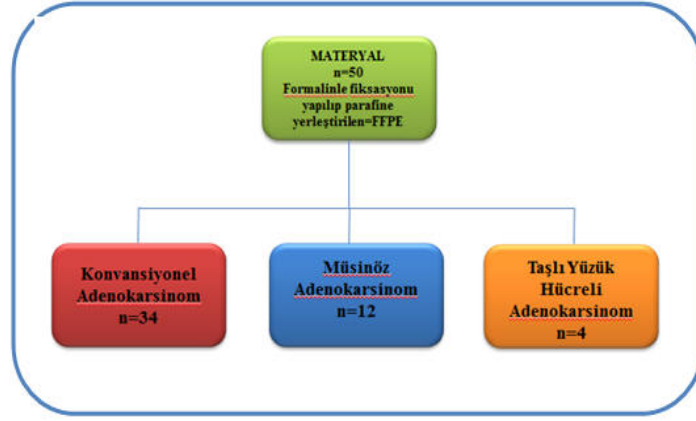 MATERYAL
n=50
Formalinle fiksasyonu
yapılıp parafine
yerleştirilen=FFPE
Konvansiyonel
Adenokarsinom
n=34
Müsinöz
Adenokarsinom
n=12
Taşlı Yüzük
Hücreli
Adenokarsinom
n=4